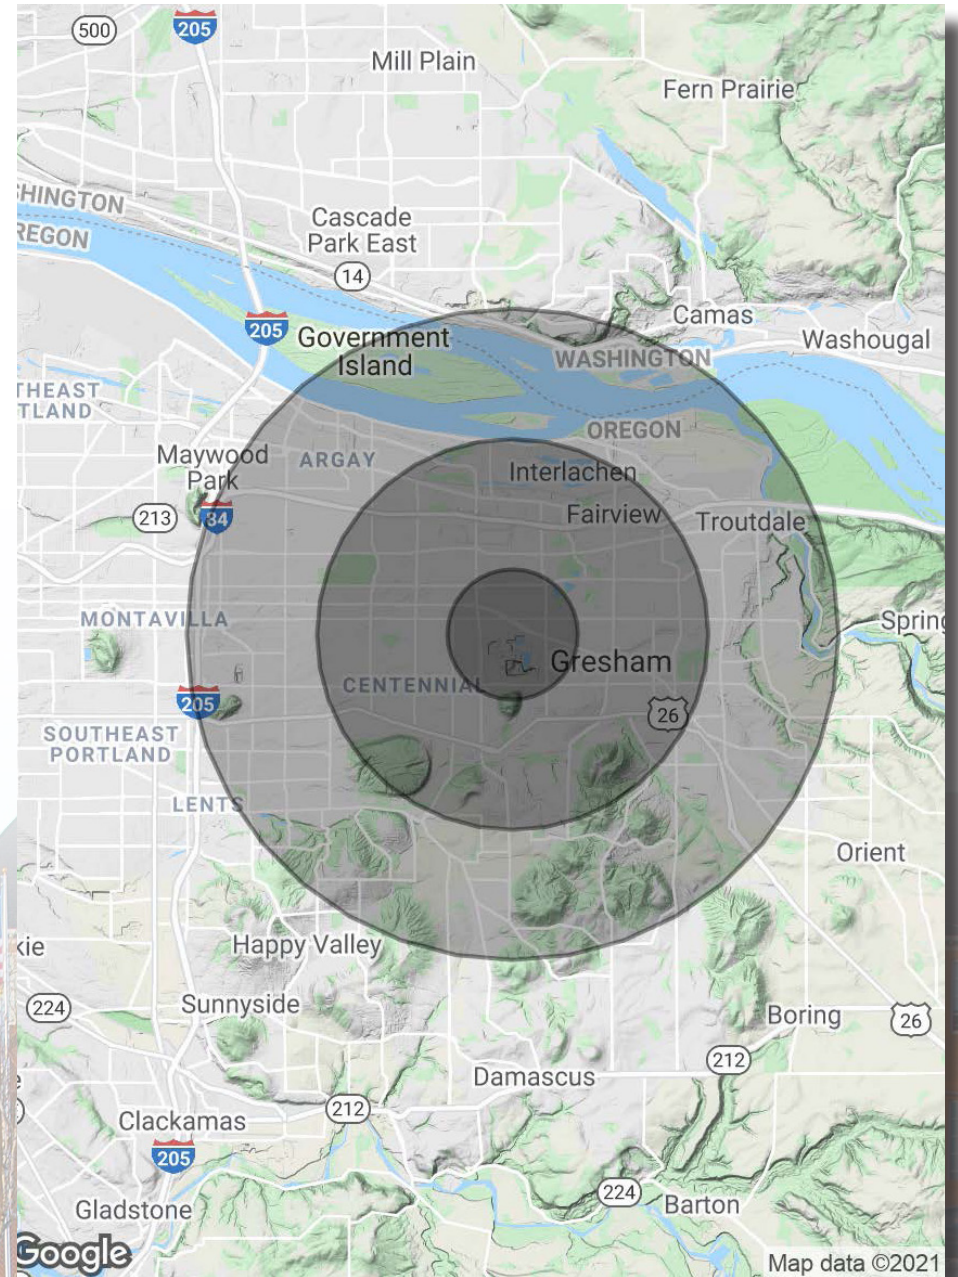 500
205
Mill Plain
Fern Prairie
SHINGTON
REGON
Cascade
Park East
14
205
Government
Island
Camas
WASHINGTON
Washougal
THEAST
TLAND
OREGON
Maywood
Park
ARGAY
Interlachen
213
34
Fairview
Troutdale
MONTAVILLA
Spring
Gresham
CENTENNIAL
205
26
SOUTHEAST
PORTLAND
LENTS
Orient
kie
Happy Valley
224
Sunnyside
Boring
26
212
Damascus
212
Clackamas
205
224
Gladstone
Barton
Google
Map data ©2021